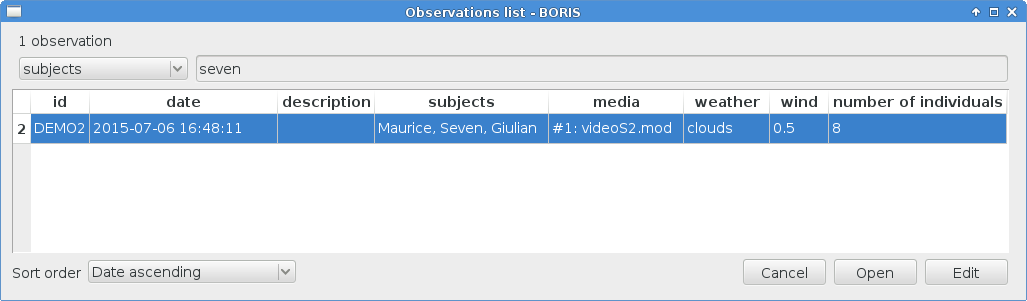 Observations list - BORIS
1 observation
subjects seven
id date description subjects media weather wind number of individuals
2 DEMO2 2015-07-06 16:48:11 Maurice, Seven, Giulian #1: videoS2.mod clouds 0.5 8
Sort order Date ascending Cancel Open Edit